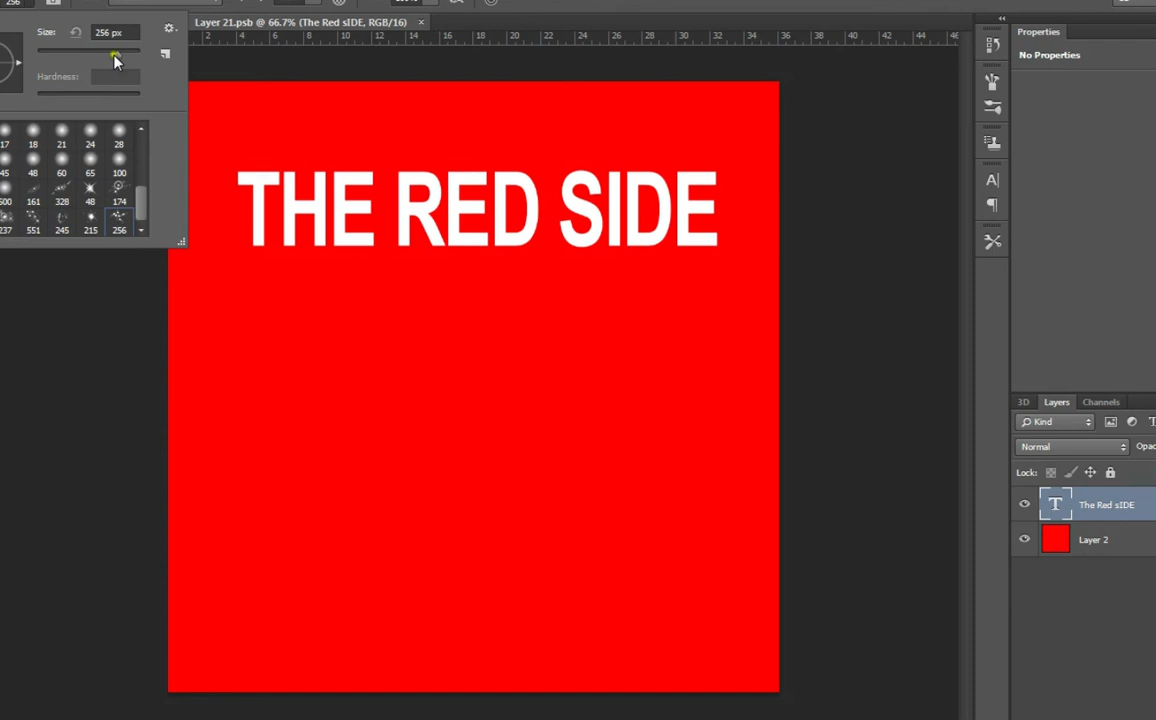 256
Layer 21.psb @ 66.7% (The Red sIDE, RGB/16) ×
Size: 256 px
Hardness:
2 4 6 8 10 12 14 16 18 20 22 24 26 28 30 32 34 36 38 40 42 44 46
17 18 21 24 28
45 48 60 65 100
500 161 328 48 174
237 551 245 215 256
THE RED SIDE
Properties
No Properties
3D Layers Channels
Kind
Normal Opac
Lock:
T The Red sIDE
Layer 2